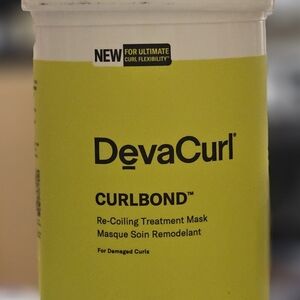 NEW FOR ULTIMATE
CURL FLEXIBILITY
DevaCurl
CURLBOND™
Re-Coiling Treatment Mask
Masque Soin Remodelant
For Damaged Curls